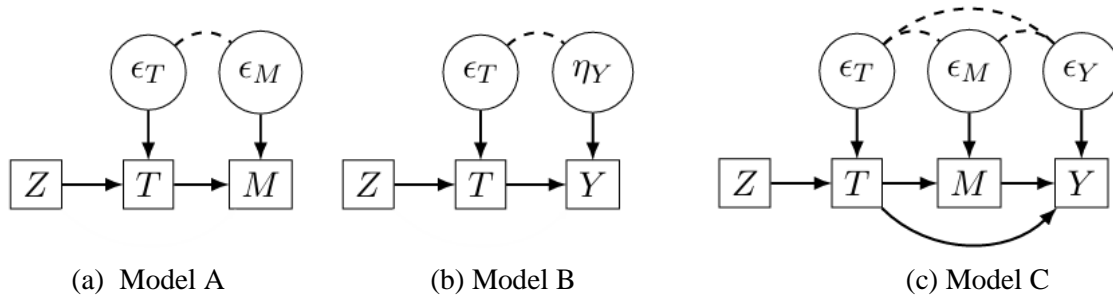 ϵT ϵM ϵT ηY ϵT ϵM ϵY
Z T M Z T Y Z T M Y
(a) Model A (b) Model B (c) Model C